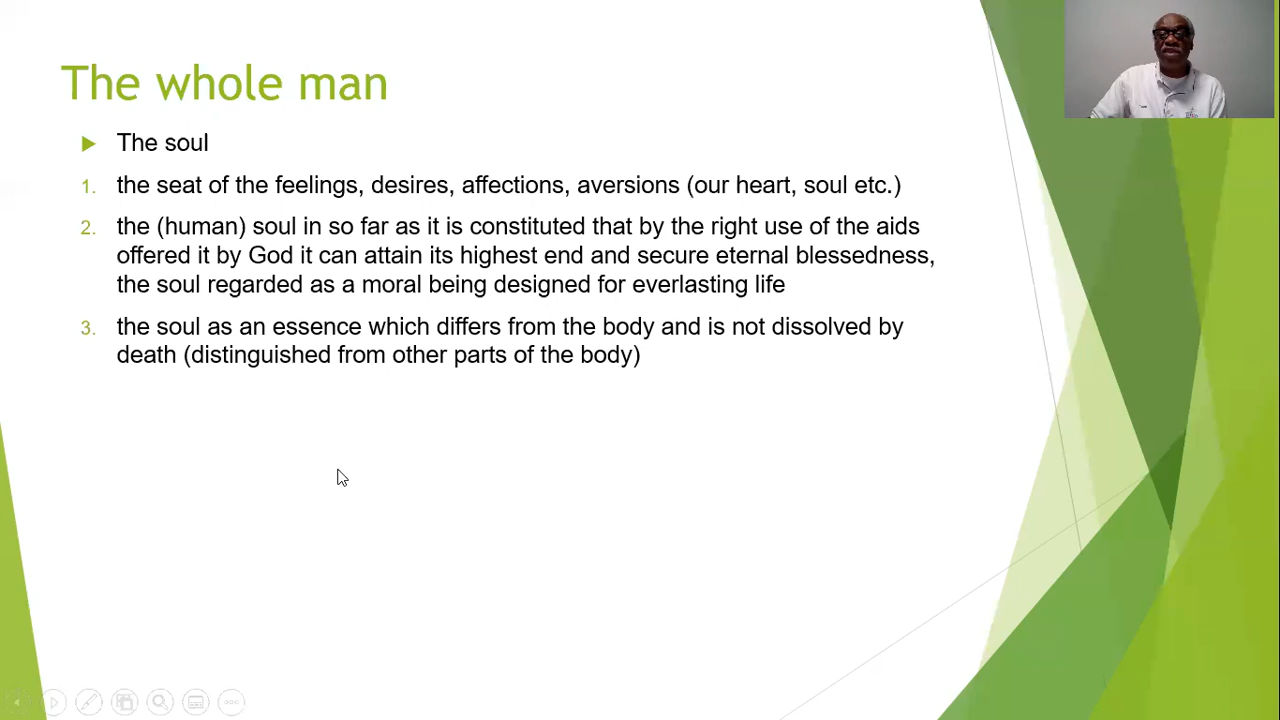 The whole man
The soul
1. the seat of the feelings, desires, affections, aversions (our heart, soul etc.)
2. the (human) soul in so far as it is constituted that by the right use of the aids
offered it by God it can attain its highest end and secure eternal blessedness,
the soul regarded as a moral being designed for everlasting life
3. the soul as an essence which differs from the body and is not dissolved by
death (distinguished from other parts of the body)